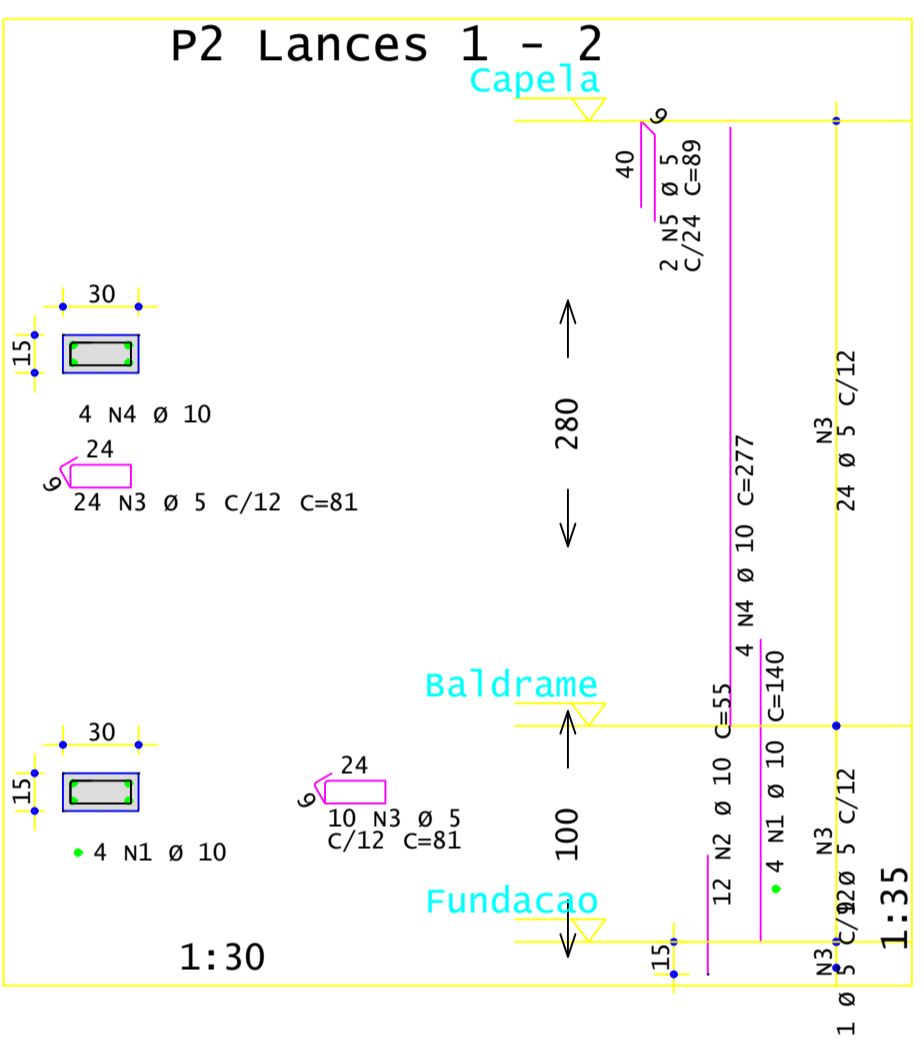 P2 Lances 1 - 2
Capela
9
40
2 N5 Ø 5
C/24 C=89
30
15
4 N4 Ø 10
24
9
24 N3 Ø 5 C/12 C=81
280
4 N4 Ø 10 C=277
N3
24 Ø 5 C/12
Baldrame
30
15
4 N1 Ø 10
24
9
10 N3 Ø 5
C/12 C=81
100
12 N2 Ø 10 C=55
4 N1 Ø 10 C=140
N3
Ø 5 C/12
Fundacao
15
N3
1 Ø 5 C/12
1:30
1:35